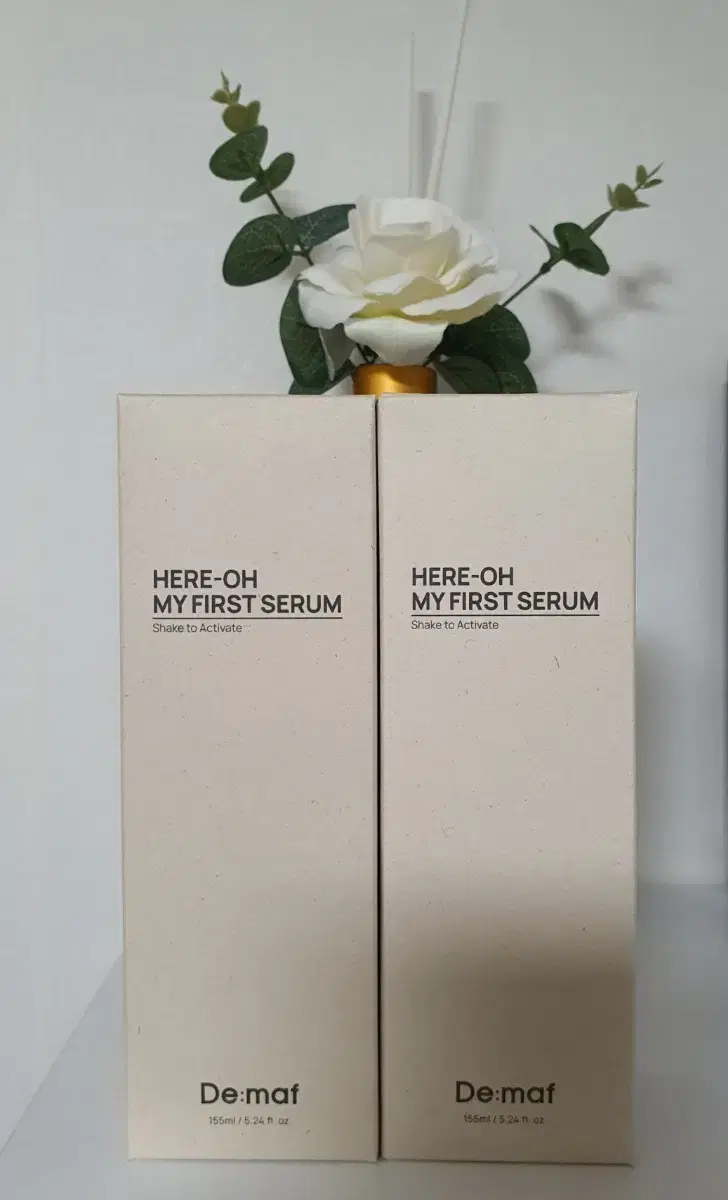 HERE-OH
MY FIRST SERUM
Shake to Activate
De:maf
155ml / 5.24 fl. oz
HERE-OH
MY FIRST SERUM
Shake to Activate
De:maf
155ml / 5.24 fl. oz